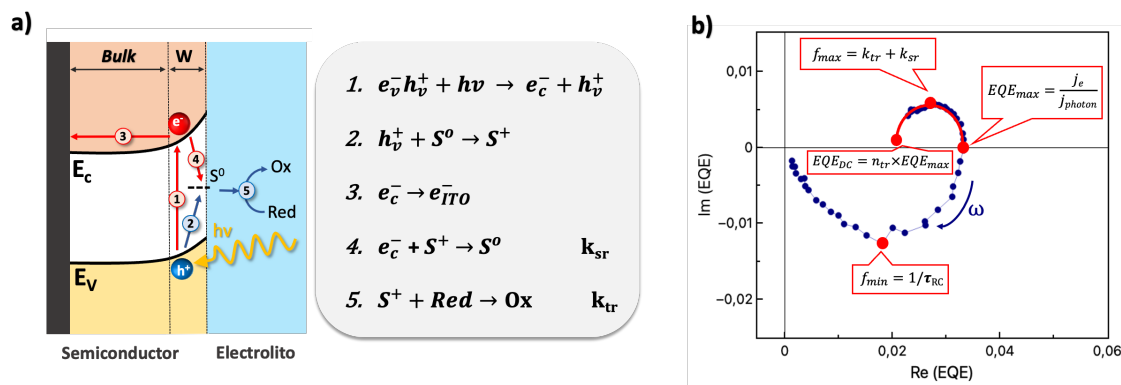 a)
Bulk
W
e⁻
3
4
E_C
S⁰
Ox
5
1
2
Red
hν
E_V
h⁺
Semiconductor
Electrolito
1. e_v⁻h_v⁺ + hν → e_c⁻ + h_v⁺
2. h_v⁺ + S⁰ → S⁺
3. e_c⁻ → e_ITO⁻
4. e_c⁻ + S⁺ → S⁰ k_sr
5. S⁺ + Red → Ox k_tr
b)
f_max = k_tr + k_sr
EQE_max = j_e / j_photon
EQE_DC = n_tr × EQE_max
ω
f_min = 1/τ_RC
0,01
0
−0,01
−0,02
Im (EQE)
0 0,02 0,04 0,06
Re (EQE)